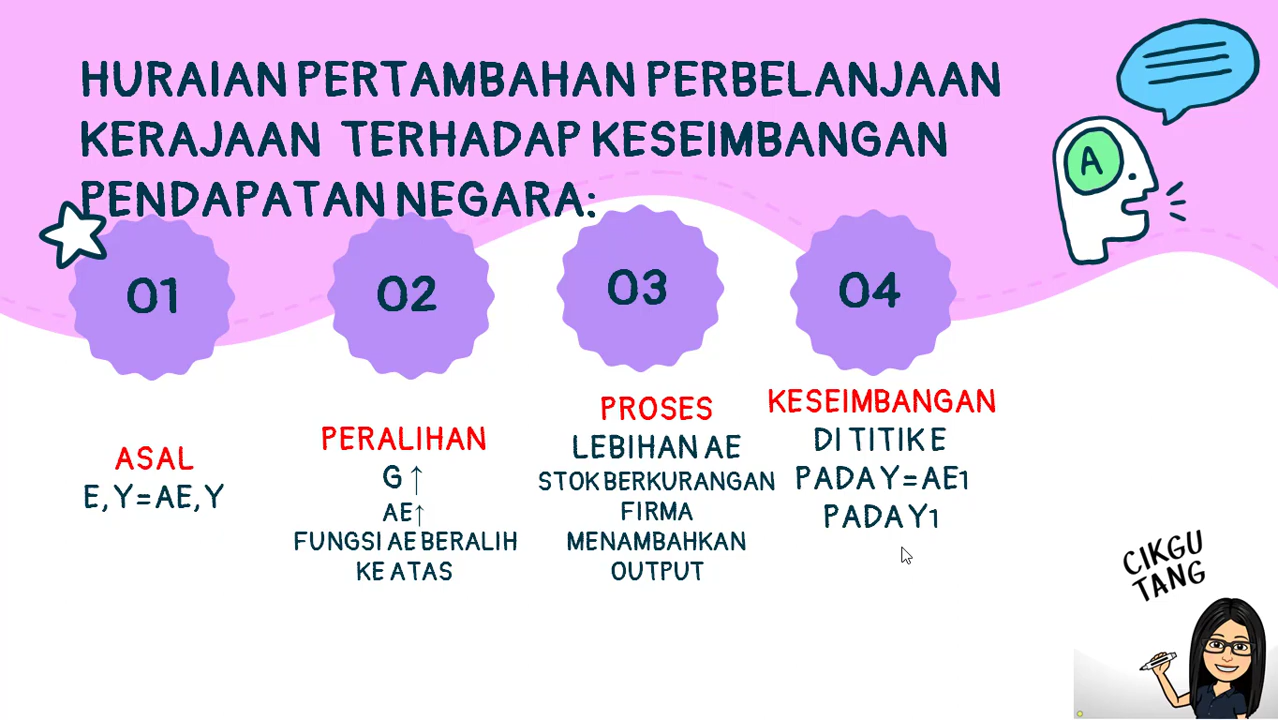 HURAIAN PERTAMBAHAN PERBELANJAAN
KERAJAAN TERHADAP KESEIMBANGAN
PENDAPATAN NEGARA:
A
01
02
03
04
ASAL
E, Y=AE, Y
PERALIHAN
G ↑
AE↑
FUNGSI AE BERALIH
KE ATAS
PROSES
LEBIHAN AE
STOK BERKURANGAN
FIRMA
MENAMBAHKAN
OUTPUT
KESEIMBANGAN
DI TITIK E
PADA Y=AE1
PADA Y1
CIKGU
TANG